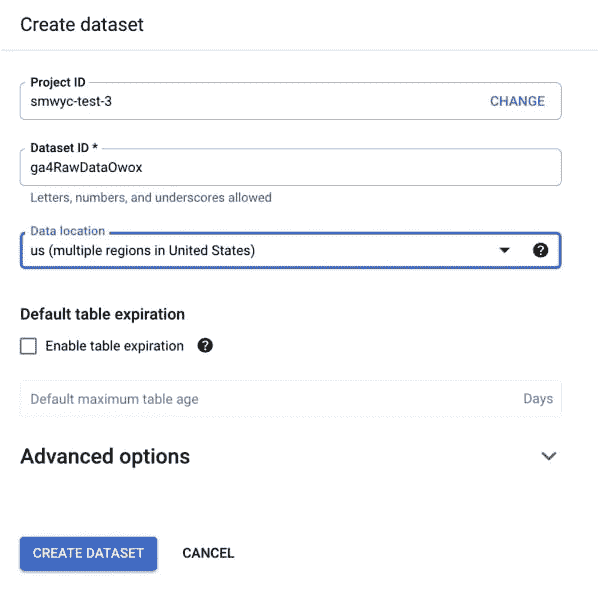 Create dataset
Project ID
smwyc-test-3 CHANGE
Dataset ID *
ga4RawDataOwox
Letters, numbers, and underscores allowed
Data location
us (multiple regions in United States) ?
Default table expiration
Enable table expiration ?
Default maximum table age Days
Advanced options
CREATE DATASET CANCEL